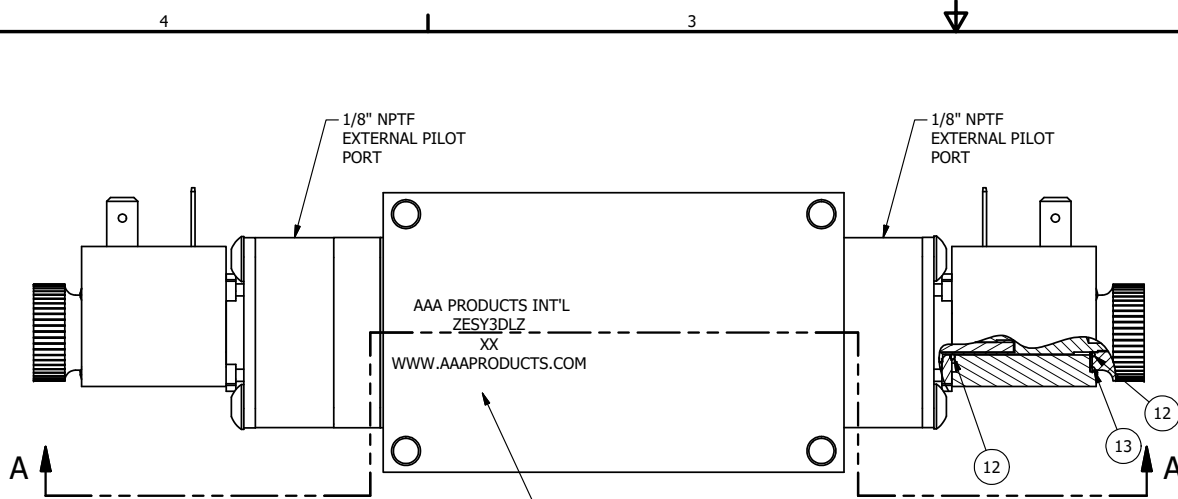 4
3
1/8" NPTF
EXTERNAL PILOT
PORT
1/8" NPTF
EXTERNAL PILOT
PORT
AAA PRODUCTS INT'L
ZESY3DLZ
XX
WWW.AAAPRODUCTS.COM
12
13
12
A
A